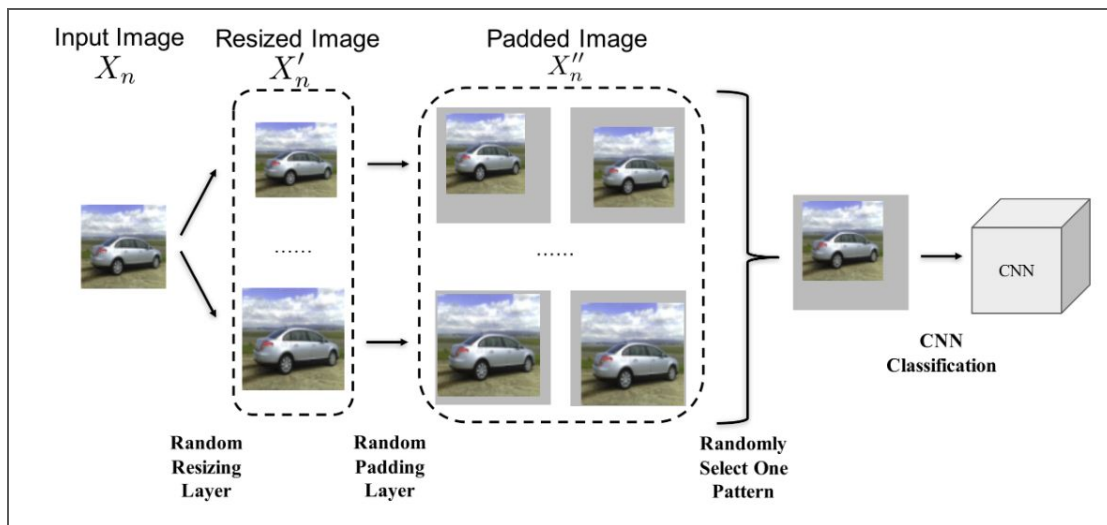 Input Image
X_n
Resized Image
X'_n
Padded Image
X''_n
......
......
CNN
CNN
Classification
Random
Resizing
Layer
Random
Padding
Layer
Randomly
Select One
Pattern